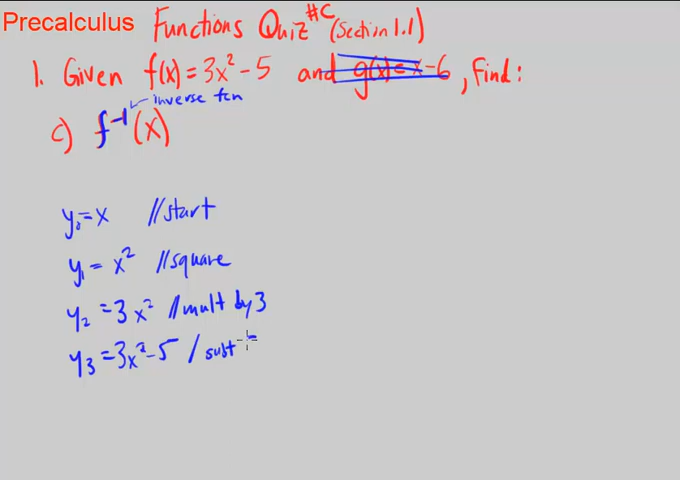 Precalculus Functions Quiz #C (Section 1.1)
1. Given f(x) = 3x² - 5 and g(x) = x - 6, Find:
← inverse fcn
c) f⁻¹(x)
y₀ = x //start
y₁ = x² //square
y₂ = 3x² //mult by 3
y₃ = 3x² - 5 / subt